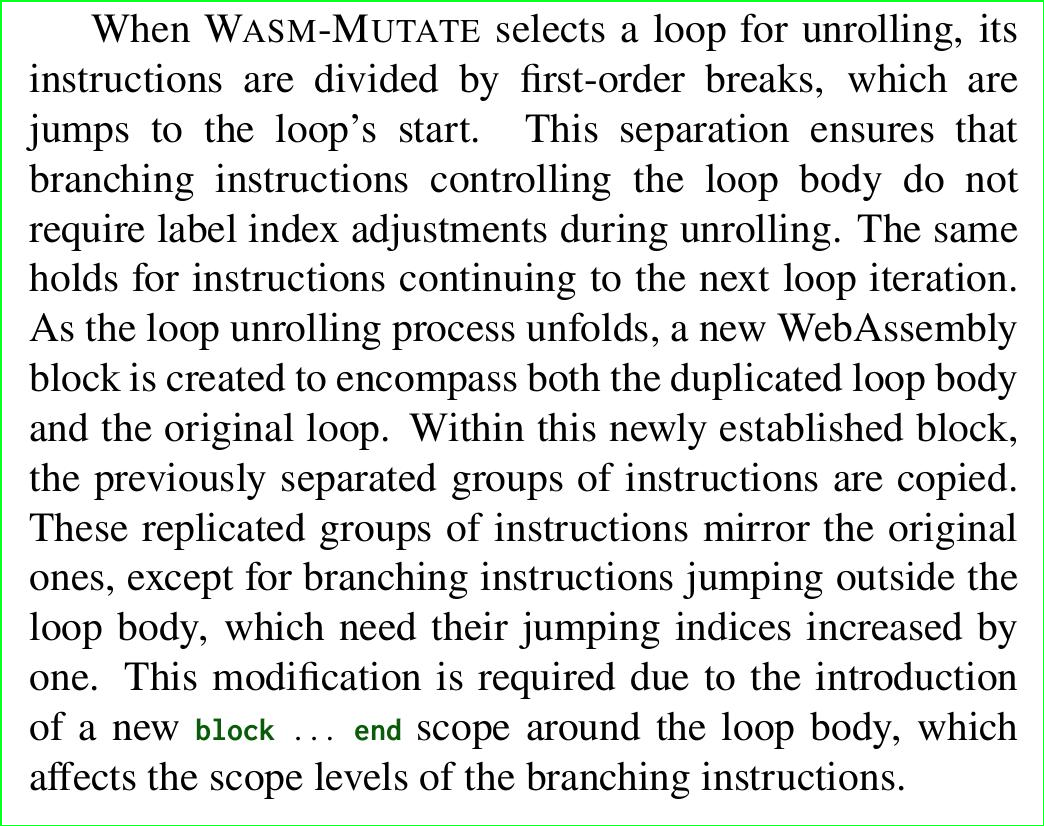 When WASM-MUTATE selects a loop for unrolling, its
instructions are divided by first-order breaks, which are
jumps to the loop’s start. This separation ensures that
branching instructions controlling the loop body do not
require label index adjustments during unrolling. The same
holds for instructions continuing to the next loop iteration.
As the loop unrolling process unfolds, a new WebAssembly
block is created to encompass both the duplicated loop body
and the original loop. Within this newly established block,
the previously separated groups of instructions are copied.
These replicated groups of instructions mirror the original
ones, except for branching instructions jumping outside the
loop body, which need their jumping indices increased by
one. This modification is required due to the introduction
of a new block ... end scope around the loop body, which
affects the scope levels of the branching instructions.